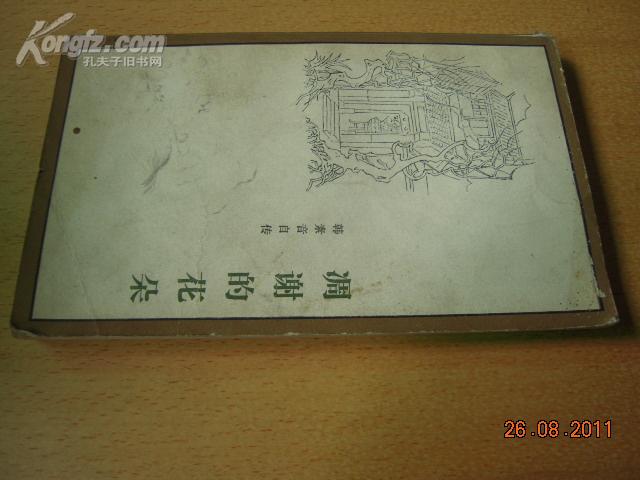 Kongfz.com
孔夫子旧书网
韩素音自传
凋谢的花朵
26.08.2011